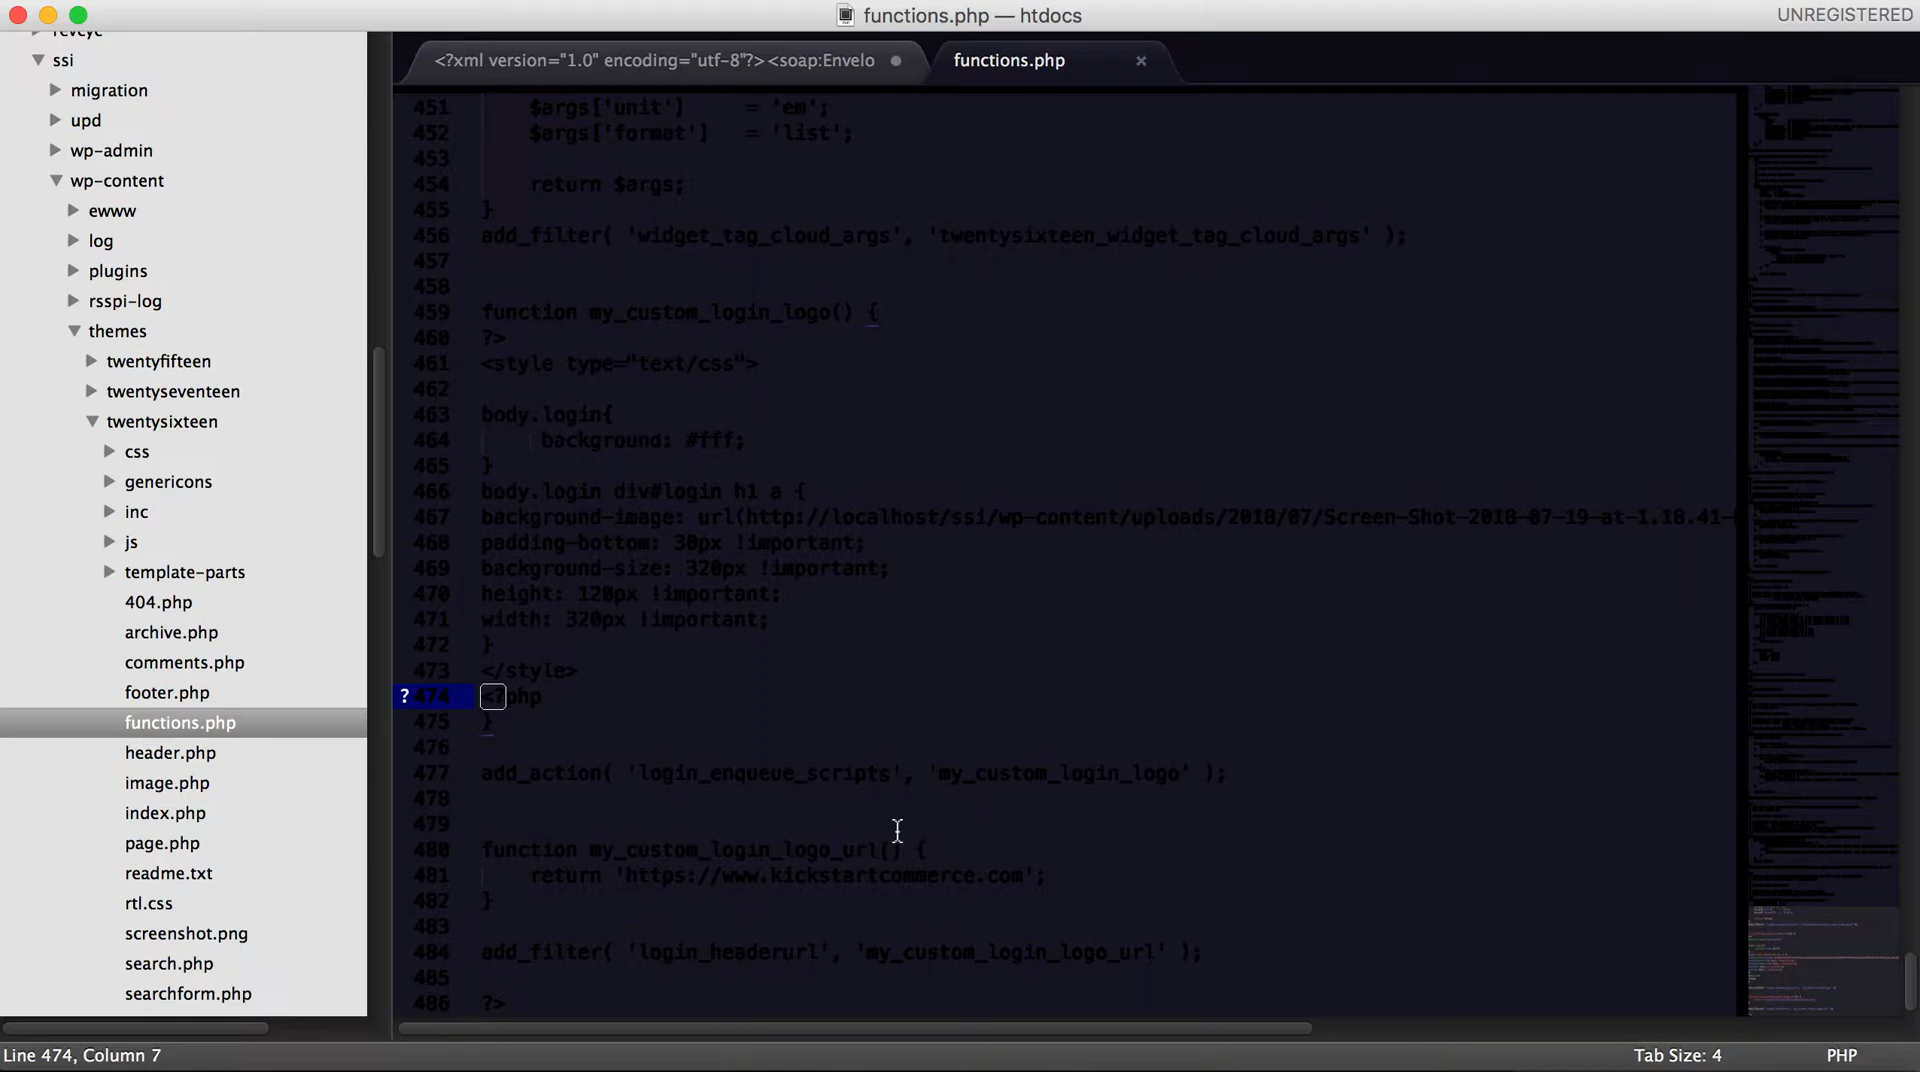 functions.php — htdocs
UNREGISTERED
ssi
migration
upd
wp-admin
wp-content
ewww
log
plugins
rsspi-log
themes
twentyfifteen
twentyseventeen
twentysixteen
css
genericons
inc
js
template-parts
404.php
archive.php
comments.php
footer.php
functions.php
header.php
image.php
index.php
page.php
readme.txt
rtl.css
screenshot.png
search.php
searchform.php
<?xml version="1.0" encoding="utf-8"?><soap:Envelo
functions.php
451 $args['unit'] = 'em';
452 $args['format'] = 'list';
453
454 return $args;
455 }
456 add_filter( 'widget_tag_cloud_args', 'twentysixteen_widget_tag_cloud_args' );
457
458
459 function my_custom_login_logo() {
460 ?>
461 <style type="text/css">
462
463 body.login{
464 background: #fff;
465 }
466 body.login div#login h1 a {
467 background-image: url(http://localhost/ssi/wp-content/uploads/2018/07/Screen-Shot-2018-07-19-at-1.18.41-
468 padding-bottom: 30px !important;
469 background-size: 320px !important;
470 height: 120px !important;
471 width: 320px !important;
472 }
473 </style>
? 474 <?php
475 }
476
477 add_action( 'login_enqueue_scripts', 'my_custom_login_logo' );
478
479
480 function my_custom_login_logo_url() {
481 return 'https://www.kickstartcommerce.com';
482 }
483
484 add_filter( 'login_headerurl', 'my_custom_login_logo_url' );
485
486 ?>
Line 474, Column 7
Tab Size: 4
PHP